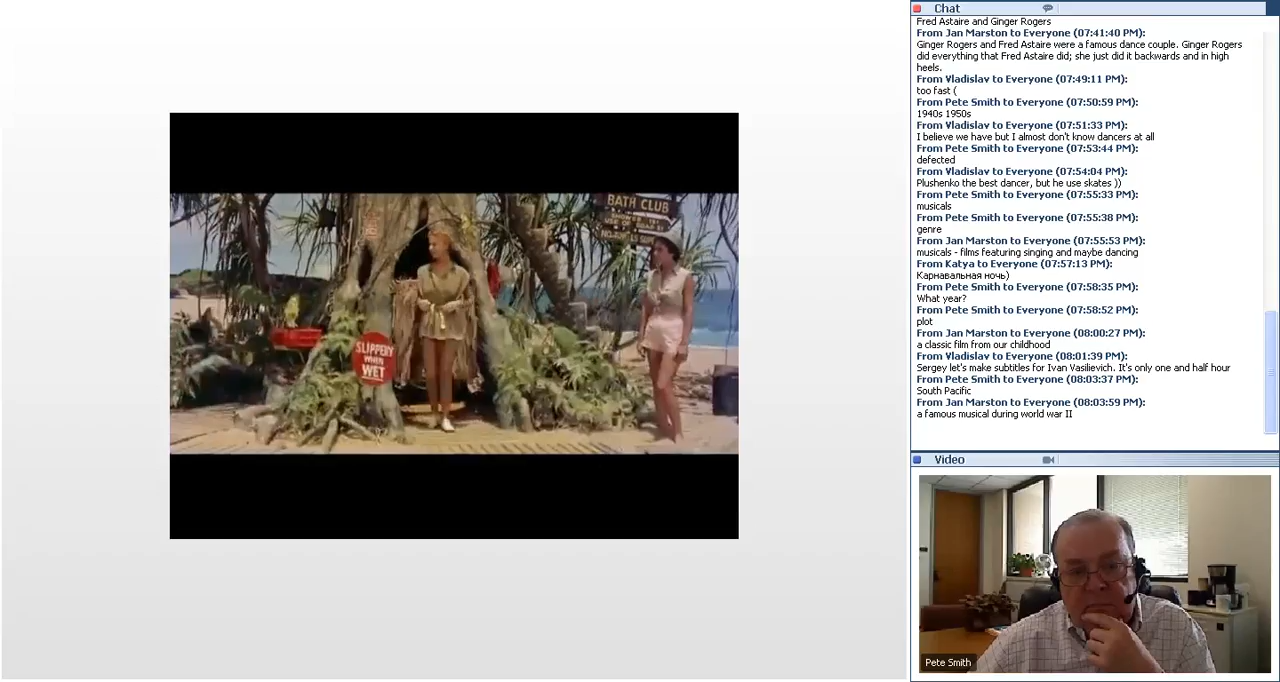 BATH CLUB
SLIPPERY
WHEN
WET
Chat
Fred Astaire and Ginger Rogers
From Jan Marston to Everyone (07:41:40 PM):
Ginger Rogers and Fred Astaire were a famous dance couple. Ginger Rogers
did everything that Fred Astaire did; she just did it backwards and in high
heels.
From Vladislav to Everyone (07:49:11 PM):
too fast (
From Pete Smith to Everyone (07:50:59 PM):
1940s 1950s
From Vladislav to Everyone (07:51:33 PM):
I believe we have but I almost don't know dancers at all
From Pete Smith to Everyone (07:53:44 PM):
defected
From Vladislav to Everyone (07:54:04 PM):
Plushenko the best dancer, but he use skates ))
From Pete Smith to Everyone (07:55:33 PM):
musicals
From Pete Smith to Everyone (07:55:38 PM):
genre
From Jan Marston to Everyone (07:55:53 PM):
musicals - films featuring singing and maybe dancing
From Katya to Everyone (07:57:13 PM):
Карнавальная ночь)
From Pete Smith to Everyone (07:58:35 PM):
What year?
From Pete Smith to Everyone (07:58:52 PM):
plot
From Jan Marston to Everyone (08:00:27 PM):
a classic film from our childhood
From Vladislav to Everyone (08:01:39 PM):
Sergey let's make subtitles for Ivan Vasilievich. It's only one and half hour
From Pete Smith to Everyone (08:03:37 PM):
South Pacific
From Jan Marston to Everyone (08:03:59 PM):
a famous musical during world war II
Video
Pete Smith